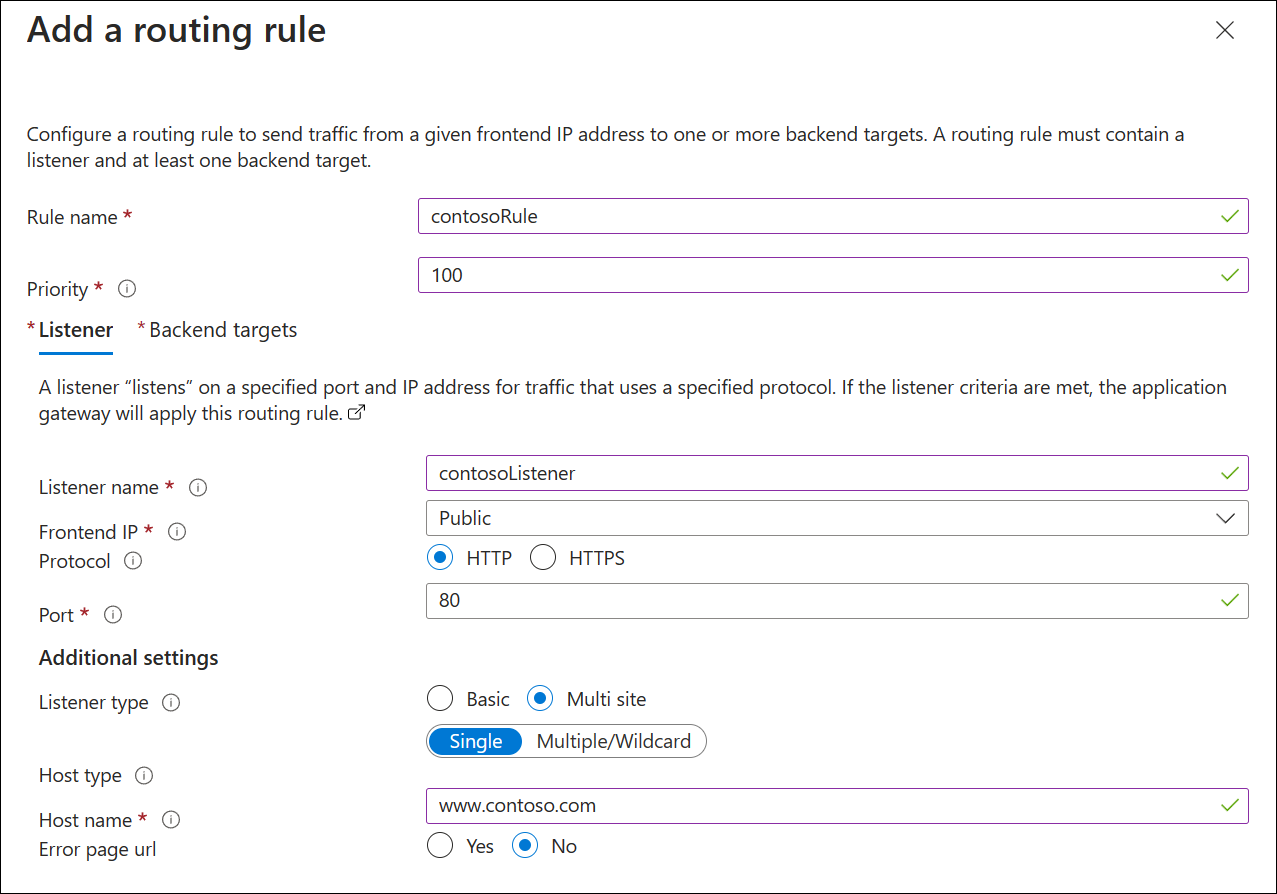 Add a routing rule
Configure a routing rule to send traffic from a given frontend IP address to one or more backend targets. A routing rule must contain a
listener and at least one backend target.
Rule name *
contosoRule
Priority *
100
* Listener * Backend targets
A listener “listens” on a specified port and IP address for traffic that uses a specified protocol. If the listener criteria are met, the application
gateway will apply this routing rule.
Listener name *
contosoListener
Frontend IP *
Public
Protocol
HTTP HTTPS
Port *
80
Additional settings
Listener type
Basic Multi site
Single Multiple/Wildcard
Host type
Host name *
www.contoso.com
Error page url
Yes No